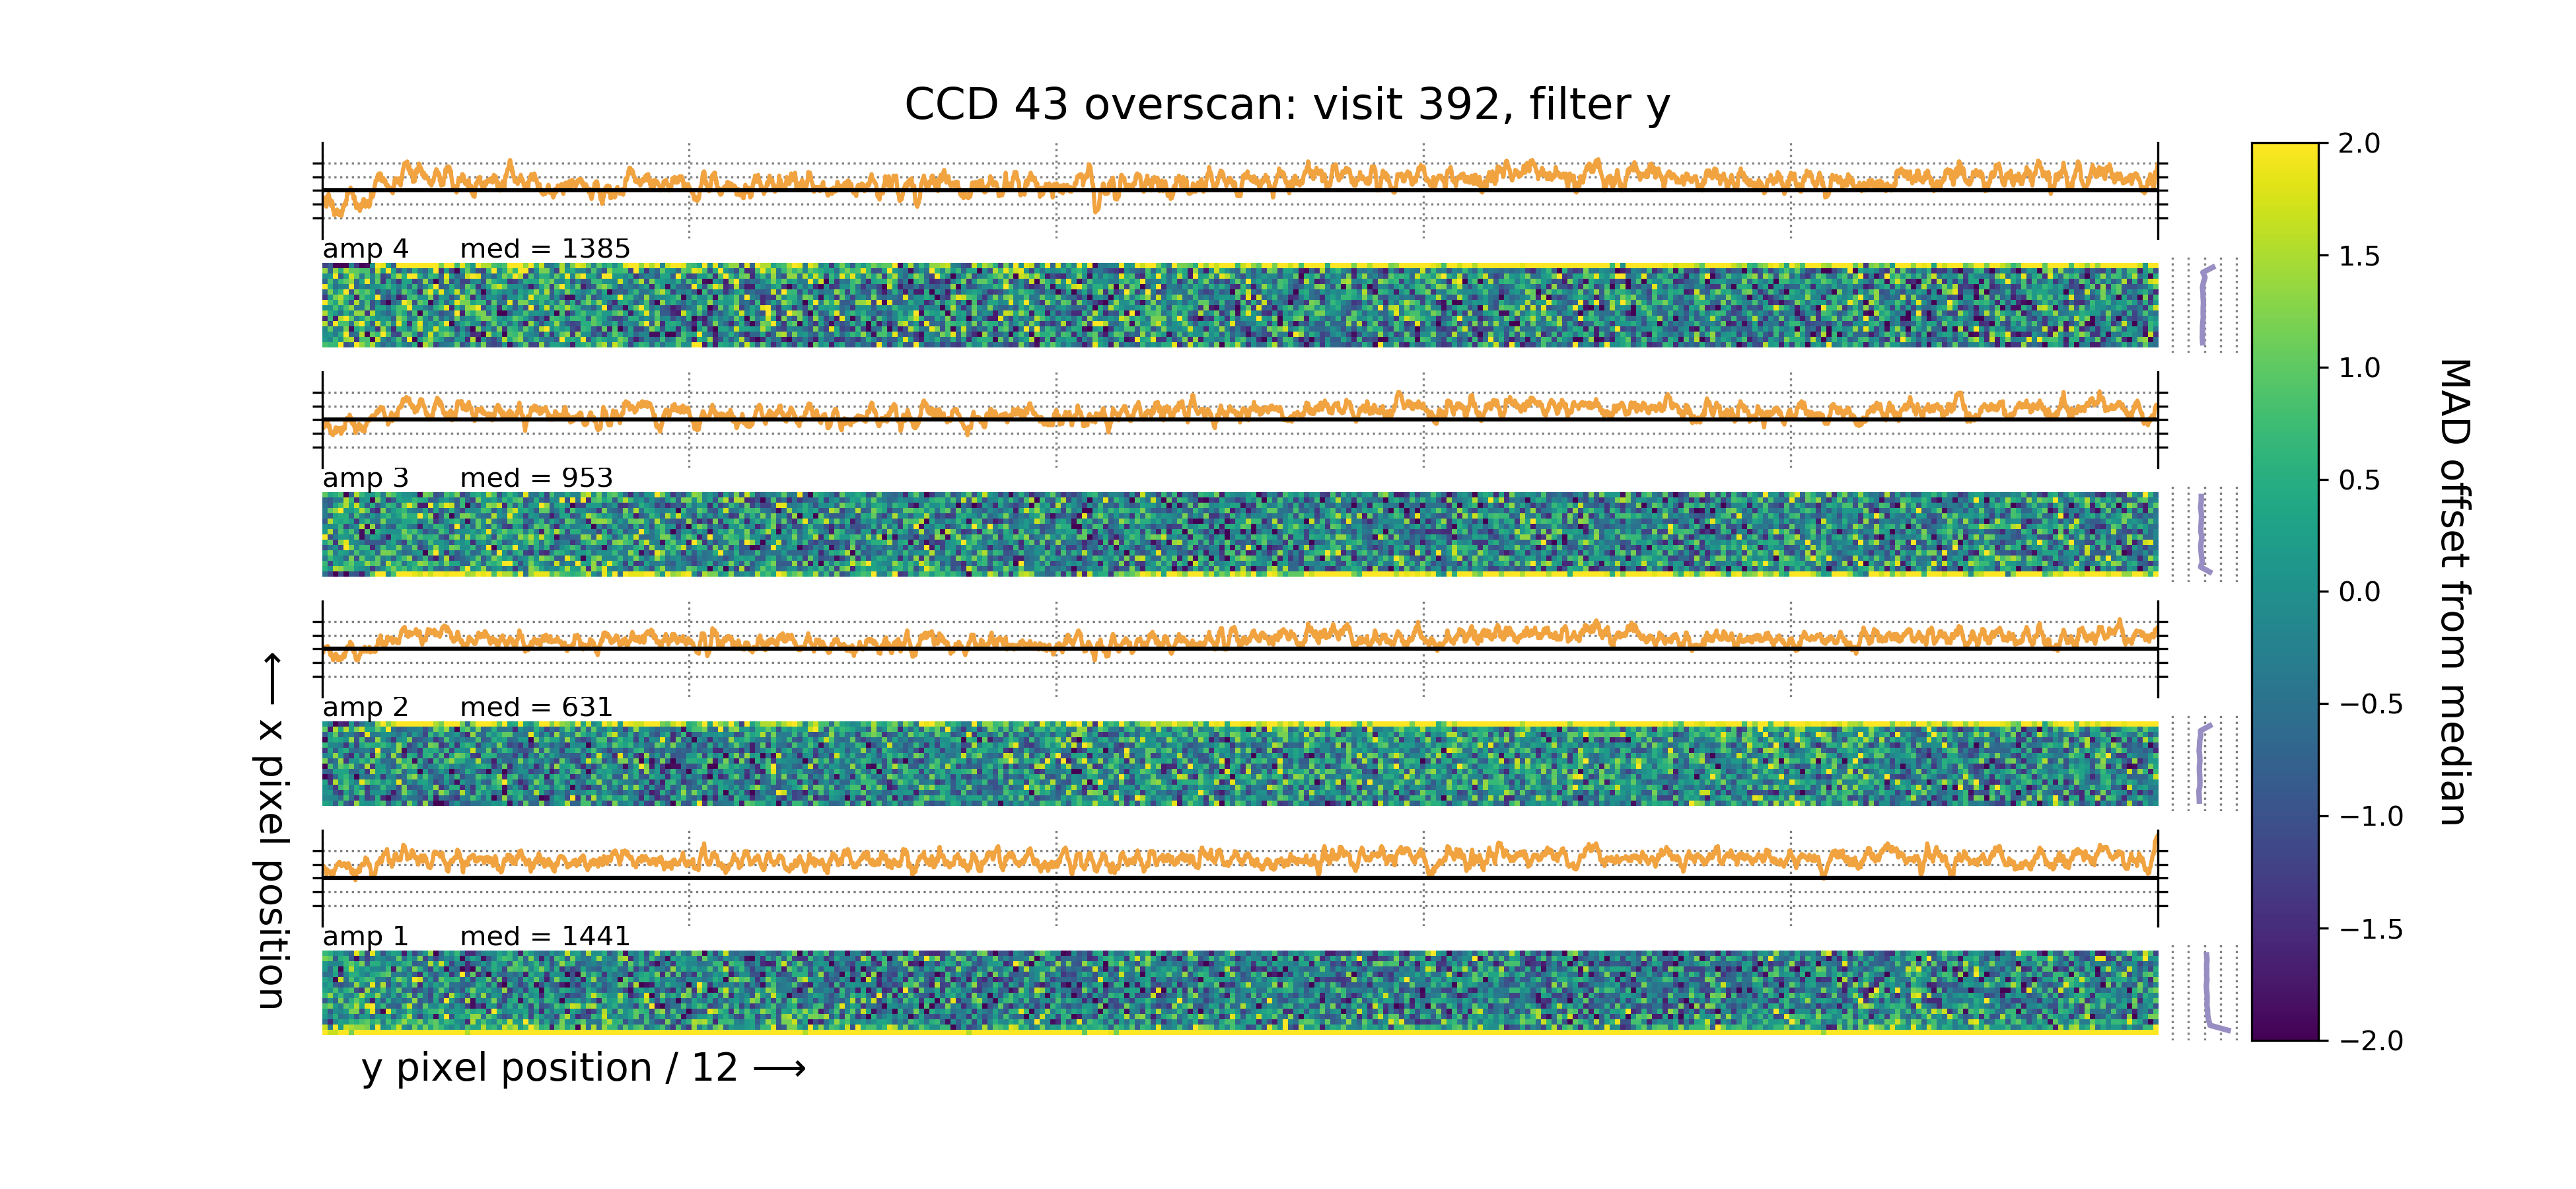 CCD 43 overscan: visit 392, filter y
amp 4 med = 1385
amp 3 med = 953
amp 2 med = 631
amp 1 med = 1441
⟵ x pixel position
y pixel position / 12 ⟶
2.0
1.5
1.0
0.5
0.0
−0.5
−1.0
−1.5
−2.0
MAD offset from median